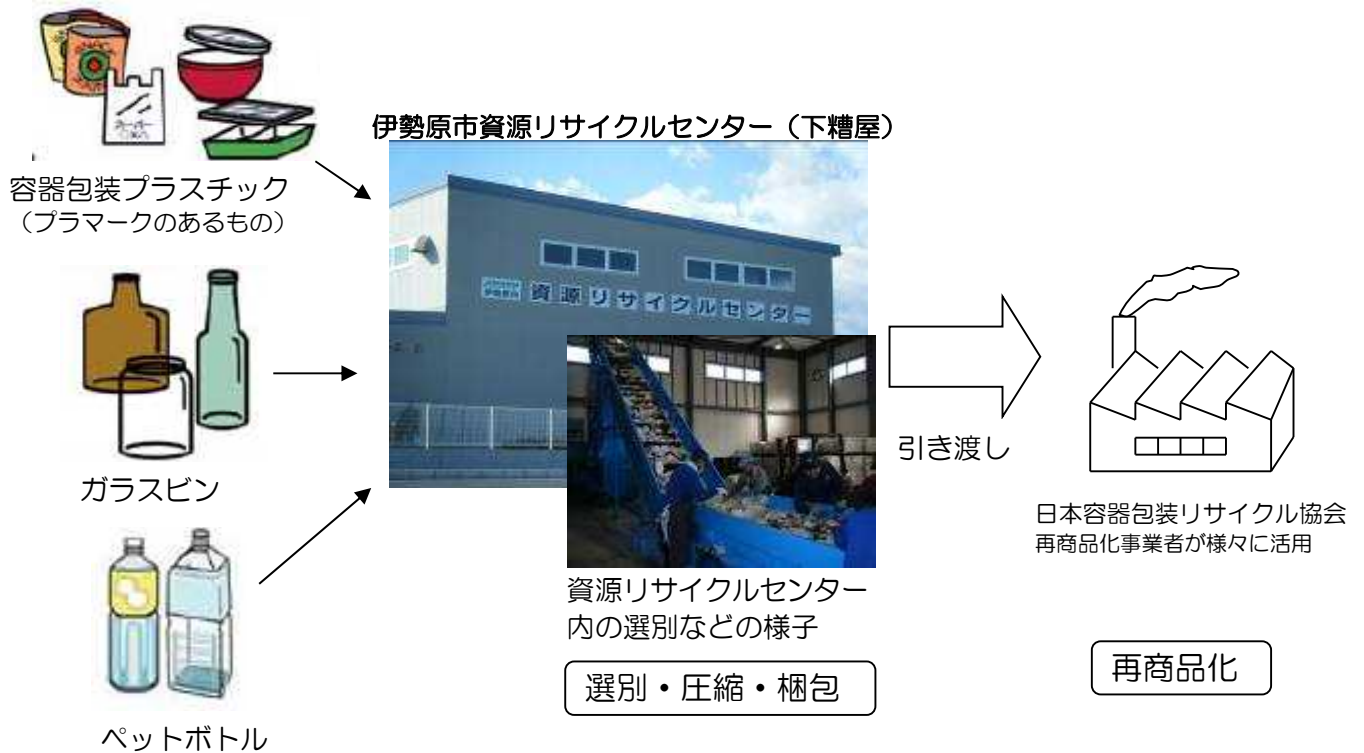 伊勢原市資源リサイクルセンター（下糟屋）
容器包装プラスチック
（プラマークのあるもの）
資源リサイクルセンター
ガラスビン
引き渡し
日本容器包装リサイクル協会
再商品化事業者が様々に活用
資源リサイクルセンター
内の選別などの様子
選別・圧縮・梱包
再商品化
ペットボトル